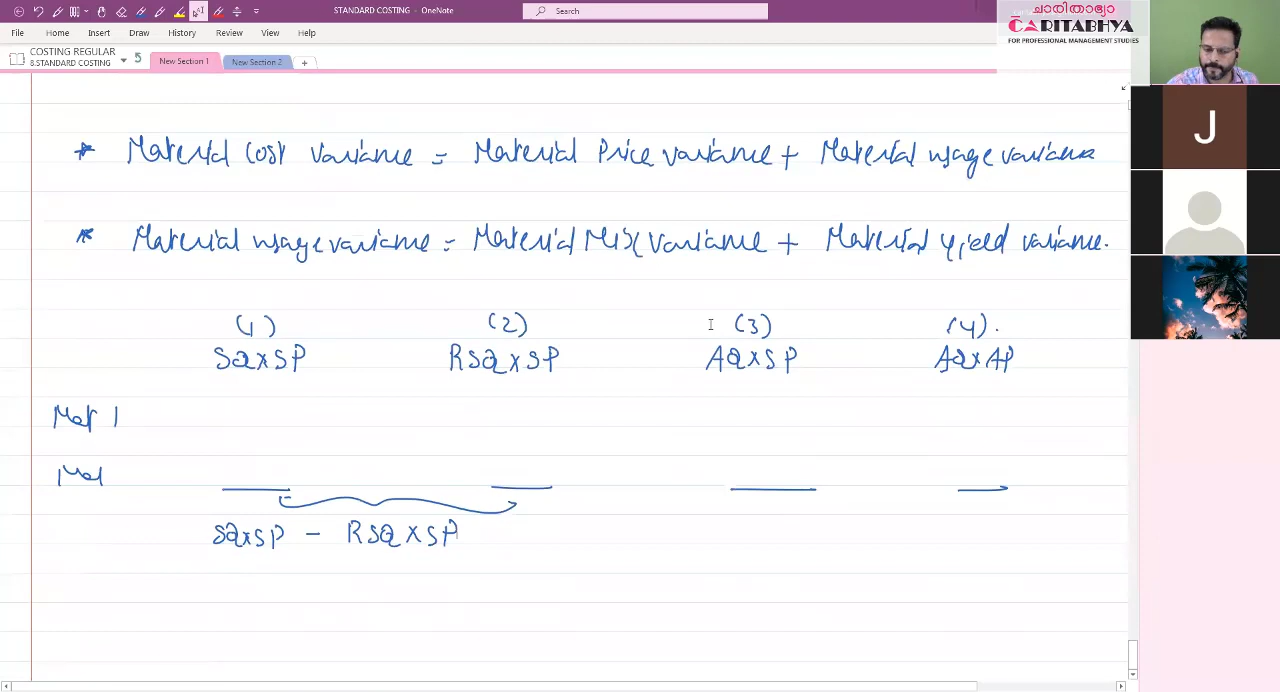 STANDARD COSTING - OneNote
Search
ചാരിതാഭ്യാ
CARITABHYA
FOR PROFESSIONAL MANAGEMENT STUDIES
File Home Insert Draw History Review View Help
COSTING REGULAR
8.STANDARD COSTING
5
New Section 1
New Section 2
+
J
* Material Cost variance = Material Price variance + Material usage variance
* Material usage variance = Material Mix variance + Material yield variance.
(1) (2) (3) (4).
SQ×SP RSQ×SP AQ×SP AQ×AP
Mat 1
Mat
SQ×SP - RSQ×SP